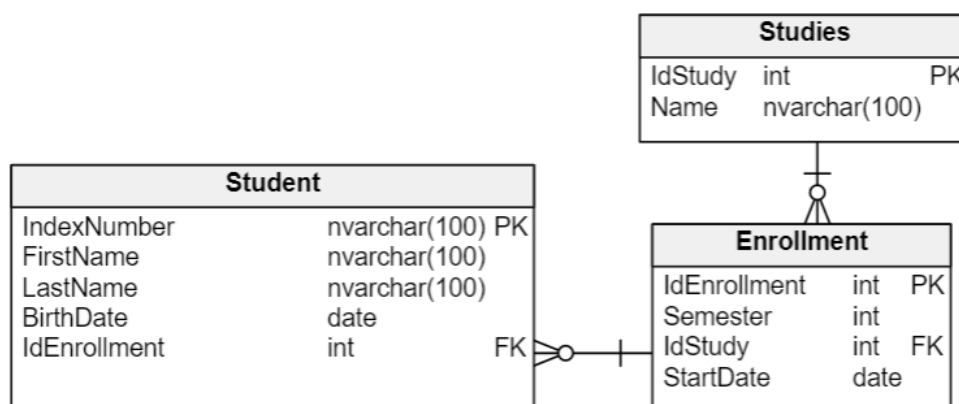 Studies
IdStudy int PK
Name nvarchar(100)
Student
IndexNumber nvarchar(100) PK
FirstName nvarchar(100)
LastName nvarchar(100)
BirthDate date
IdEnrollment int FK
Enrollment
IdEnrollment int PK
Semester int
IdStudy int FK
StartDate date